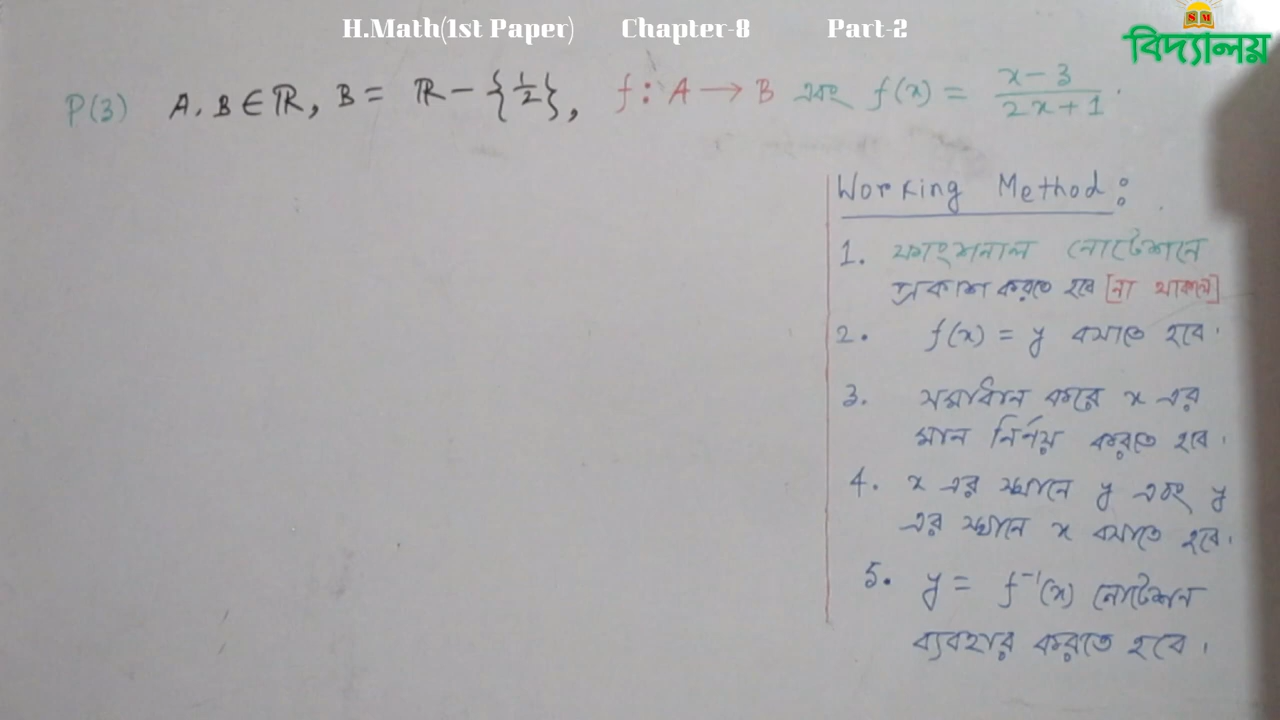 H.Math(1st Paper) Chapter-8 Part-2
S M
বিদ্যালয়
P(3) A, B ∈ ℝ, B = ℝ - {1/2}, f : A → B এবং f(x) = (x-3)/(2x+1).
Working Method:
1. ফাংশনাল নোটেশনে
প্রকাশ করতে হবে [না থাকলে]
2. f(x) = y বসাতে হবে।
3. সমাধান করে x এর
মান নির্ণয় করতে হবে।
4. x এর স্থানে y এবং y
এর স্থানে x বসাতে হবে।
5. y = f⁻¹(x) নোটেশন
ব্যবহার করতে হবে।